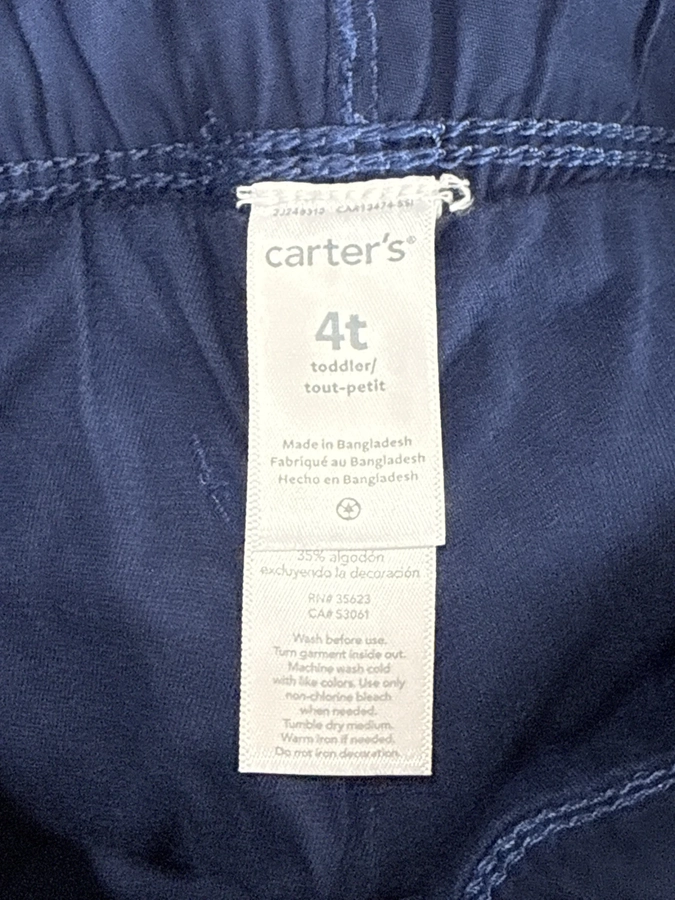 carter's®
4t
toddler/
tout-petit
Made in Bangladesh
Fabriqué au Bangladesh
Hecho en Bangladesh
35% algodón
excluyendo la decoración
RN# 35623
CA# 53061
Wash before use.
Turn garment inside out.
Machine wash cold
with like colors. Use only
non-chlorine bleach
when needed.
Tumble dry medium.
Warm iron if needed.
Do not iron decoration.